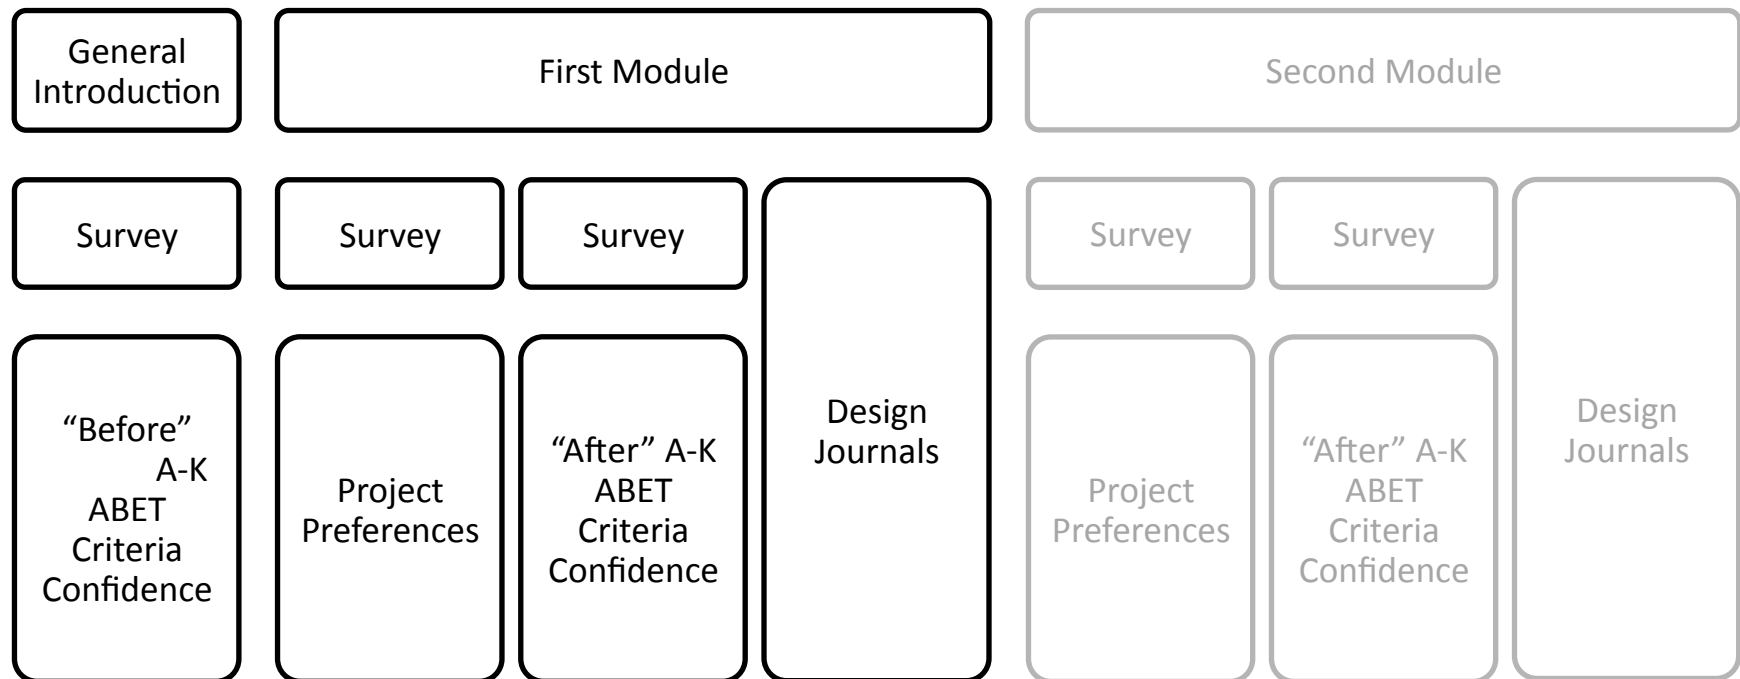 General
Introduction
First Module
Second Module
Survey
Survey
Survey
Survey
Survey
“Before”
A-K
ABET
Criteria
Confidence
Project
Preferences
“After” A-K
ABET
Criteria
Confidence
Design
Journals
Project
Preferences
“After” A-K
ABET
Criteria
Confidence
Design
Journals